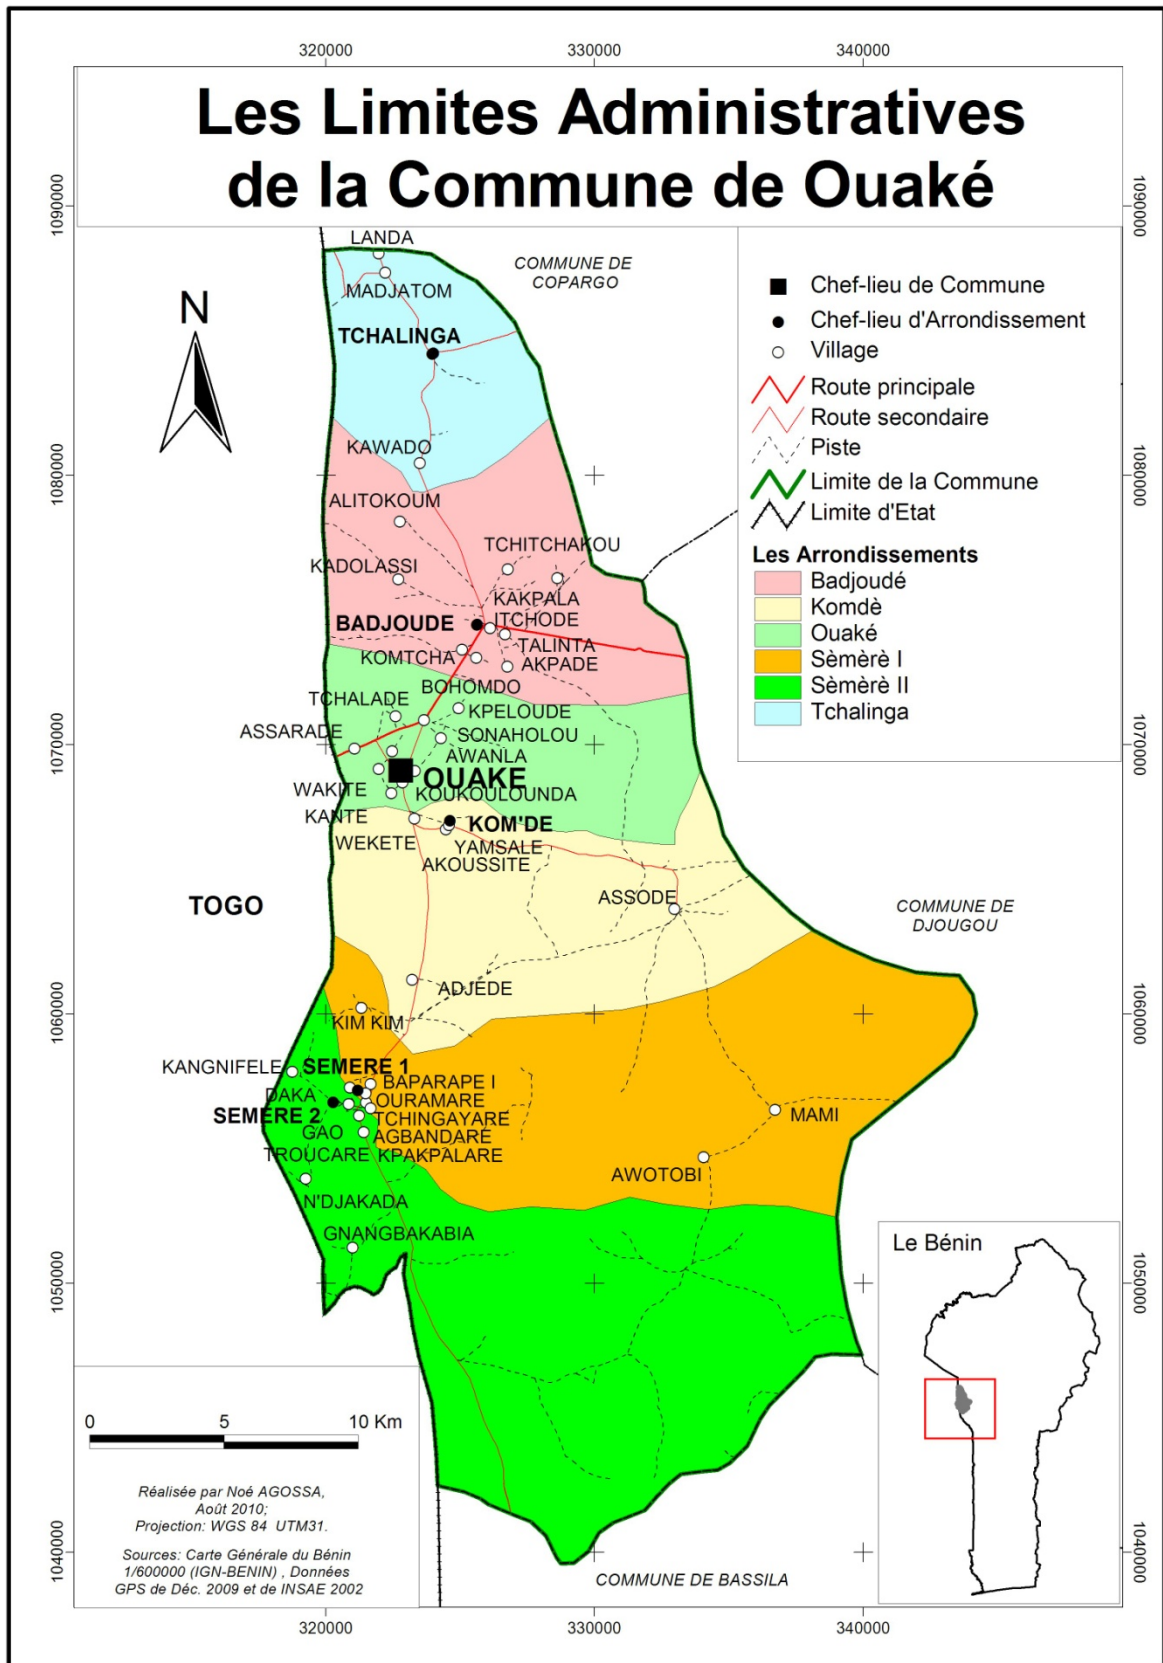 320000
330000
340000
Les Limites Administratives
de la Commune de Ouaké
1090000
1090000
LANDA
COMMUNE DE
COPARGO
MADJATOM
N
TCHALINGA
Chef-lieu de Commune
Chef-lieu d'Arrondissement
Village
Route principale
Route secondaire
Piste
Limite de la Commune
Limite d'Etat
Les Arrondissements
Badjoudé
Komdè
Ouaké
Sèmèrè I
Sèmèrè II
Tchalinga
KAWADO
1080000
1080000
ALITOKOUM
TCHITCHAKOU
KADOLASSI
KAKPALA
ITCHODE
BADJOUDE
TALINTA
KOMTCHA
AKPADE
BOHOMDO
TCHALADE
KPELOUDE
ASSARADE
SONAHOLOU
1070000
1070000
AWANLA
OUAKE
WAKITE
KOUKOULOUNDA
KANTE
KOM'DE
WEKETE
YAMSALE
AKOUSSITE
ASSODE
TOGO
COMMUNE DE
DJOUGOU
ADJEDE
1060000
1060000
KIM KIM
KANGNIFELE
SEMERE 1
BAPARAPE I
DAKA
OURAMARE
SEMERE 2
TCHINGAYARE
MAMI
GAO
AGBANDARE
TROUCARE
KPAKPALARE
AWOTOBI
N'DJAKADA
GNANGBAKABIA
Le Bénin
1050000
1050000
0 5 10 Km
Réalisée par Noé AGOSSA,
Août 2010;
Projection: WGS 84 UTM31.
Sources: Carte Générale du Bénin
1/600000 (IGN-BENIN) , Données
GPS de Déc. 2009 et de INSAE 2002
COMMUNE DE BASSILA
1040000
1040000
320000
330000
340000